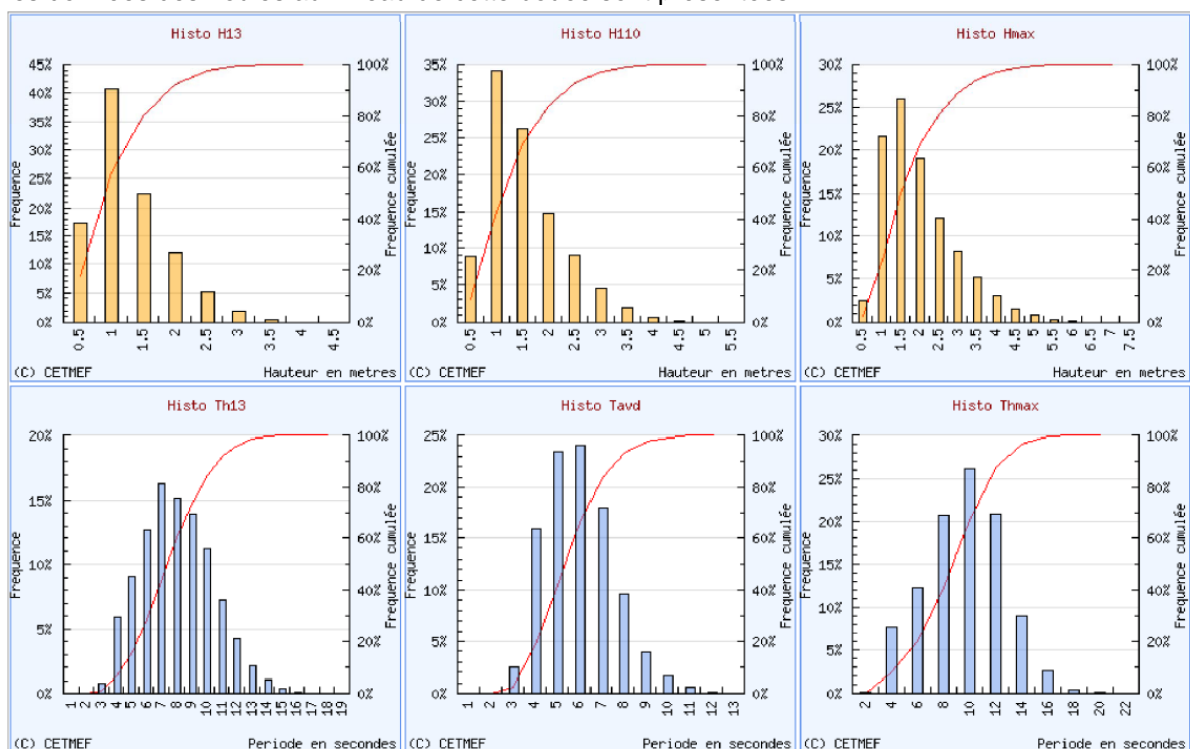 les données des houles au niveau de cette bouée sont présentées
Histo H13
45%
40%
35%
30%
25%
20%
15%
10%
5%
0%
100%
80%
60%
40%
20%
0%
Frequence
Frequence cumulée
0.5 1 1.5 2 2.5 3 3.5 4 4.5
(C) CETMEF Hauteur en metres
Histo H110
35%
30%
25%
20%
15%
10%
5%
0%
100%
80%
60%
40%
20%
0%
Frequence
Frequence cumulée
0.5 1 1.5 2 2.5 3 3.5 4 4.5 5 5.5
(C) CETMEF Hauteur en metres
Histo Hmax
30%
25%
20%
15%
10%
5%
0%
100%
80%
60%
40%
20%
0%
Frequence
Frequence cumulée
0.5 1 1.5 2 2.5 3 3.5 4 4.5 5 5.5 6 6.5 7 7.5
(C) CETMEF Hauteur en metres
Histo Th13
20%
15%
10%
5%
0%
100%
80%
60%
40%
20%
0%
Frequence
Frequence cumulée
1 2 3 4 5 6 7 8 9 10 11 12 13 14 15 16 17 18 19
(C) CETMEF Periode en secondes
Histo Tavd
25%
20%
15%
10%
5%
0%
100%
80%
60%
40%
20%
0%
Frequence
Frequence cumulée
1 2 3 4 5 6 7 8 9 10 11 12 13
(C) CETMEF Periode en secondes
Histo Thmax
30%
25%
20%
15%
10%
5%
0%
100%
80%
60%
40%
20%
0%
Frequence
Frequence cumulée
2 4 6 8 10 12 14 16 18 20 22
(C) CETMEF Periode en secondes